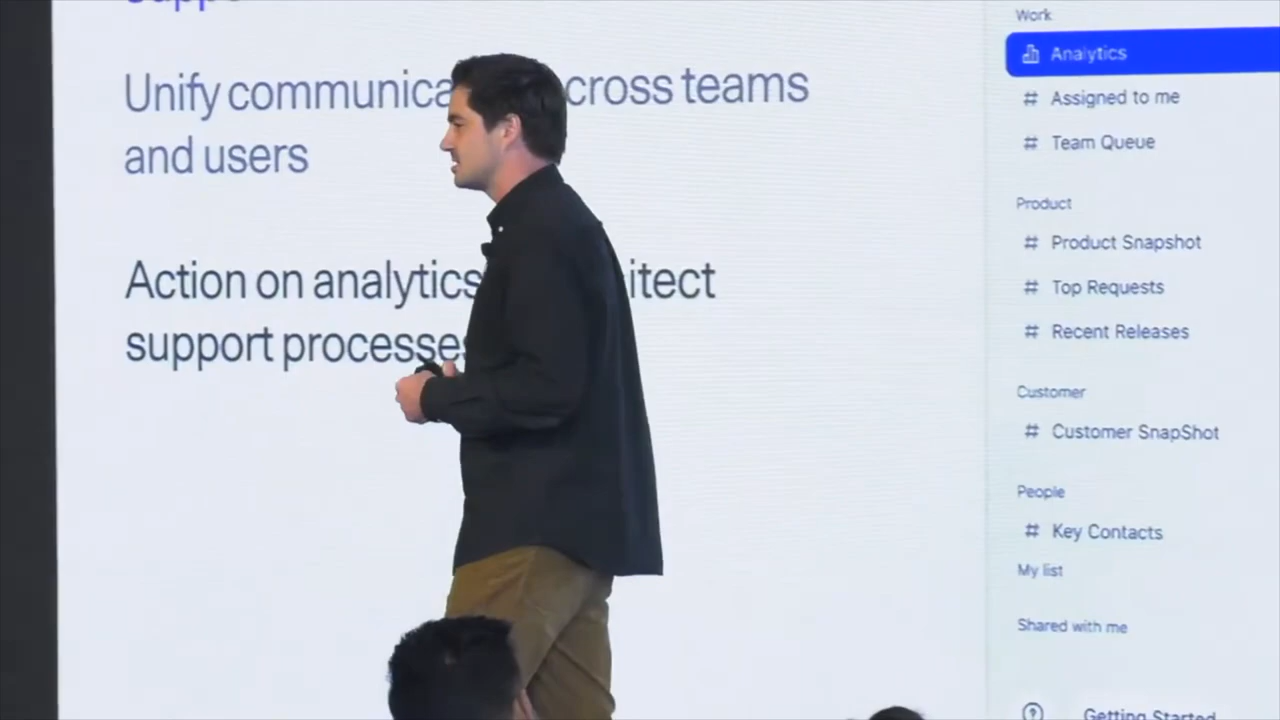 Unify communica cross teams
and users
Action on analytics itect
support processes
Work
Analytics
# Assigned to me
# Team Queue
Product
# Product Snapshot
# Top Requests
# Recent Releases
Customer
# Customer SnapShot
People
# Key Contacts
My list
Shared with me
Getting Started